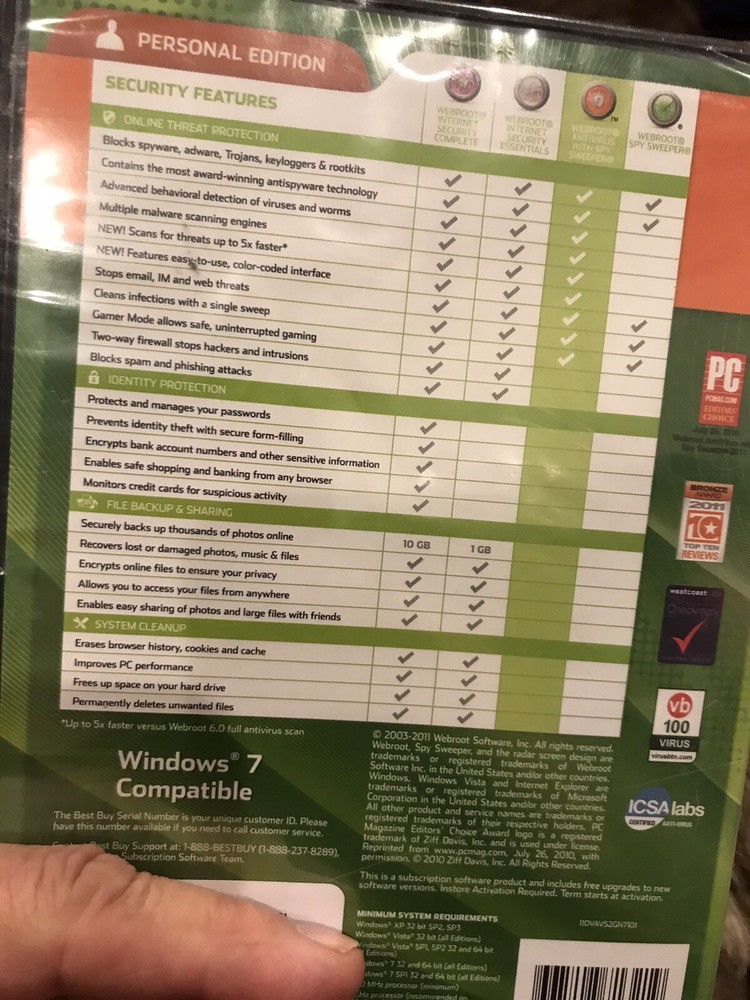 PERSONAL EDITION
SECURITY FEATURES
WEBROOT® INTERNET SECURITY COMPLETE
WEBROOT® INTERNET SECURITY ESSENTIALS
WEBROOT® ANTIVIRUS WITH SPY SWEEPER®
TM
WEBROOT® SPY SWEEPER®
ONLINE THREAT PROTECTION
Blocks spyware, adware, Trojans, keyloggers & rootkits
Contains the most award-winning antispyware technology
Advanced behavioral detection of viruses and worms
Multiple malware scanning engines
NEW! Scans for threats up to 5x faster*
NEW! Features easy-to-use, color-coded interface
Stops email, IM and web threats
Cleans infections with a single sweep
Gamer Mode allows safe, uninterrupted gaming
Two-way firewall stops hackers and intrusions
Blocks spam and phishing attacks
IDENTITY PROTECTION
Protects and manages your passwords
Prevents identity theft with secure form-filling
Encrypts bank account numbers and other sensitive information
Enables safe shopping and banking from any browser
Monitors credit cards for suspicious activity
FILE BACKUP & SHARING
Securely backs up thousands of photos online 10 GB 1 GB
Recovers lost or damaged photos, music & files
Encrypts online files to ensure your privacy
Allows you to access your files from anywhere
Enables easy sharing of photos and large files with friends
SYSTEM CLEANUP
Erases browser history, cookies and cache
Improves PC performance
Frees up space on your hard drive
Permanently deletes unwanted files
*Up to 5x faster versus Webroot 6.0 full antivirus scan
Windows® 7
Compatible
The Best Buy Serial Number is your unique customer ID. Please
have this number available if you need to call customer service.
Best Buy Support at: 1-888-BESTBUY (1-888-237-8289),
Subscription Software Team.
© 2003-2011 Webroot Software, Inc. All rights reserved.
Webroot, Spy Sweeper, and the radar screen design are
trademarks or registered trademarks of Webroot
Software Inc. in the United States and/or other countries.
Windows, Windows Vista and Internet Explorer are
trademarks or registered trademarks of Microsoft
Corporation in the United States and/or other countries.
All other product and service names are trademarks or
registered trademarks of their respective holders. PC
Magazine Editors' Choice Award logo is a registered
trademark of Ziff Davis, Inc. and is used under license.
Reprinted from www.pcmag.com, July 26, 2010, with
permission. © 2010 Ziff Davis, Inc. All Rights Reserved.
This is a subscription software product and includes free upgrades to new
software versions. Instore Activation Required. Term starts at activation.
MINIMUM SYSTEM REQUIREMENTS
Windows® XP 32 bit SP2, SP3
Windows® Vista® 32 bit (all Editions)
Windows® Vista® SP1, SP2 32 and 64 bit
Editions)
7 32 and 64 bit (all Editions)
7 SP1 32 and 64 bit (all Editions)
MHz processor (minimum)
processor (recommended on
11DVAVS2GN7101
PC
PCMAG.COM
EDITORS'
CHOICE
July 26, 2010
BRONZE
AWARD
2011
10
TOP TEN
REVIEWS
westcoast
Checkmark
vb
100
VIRUS
virusbtn.com
ICSA labs
CERTIFIED ANTI-VIRUS